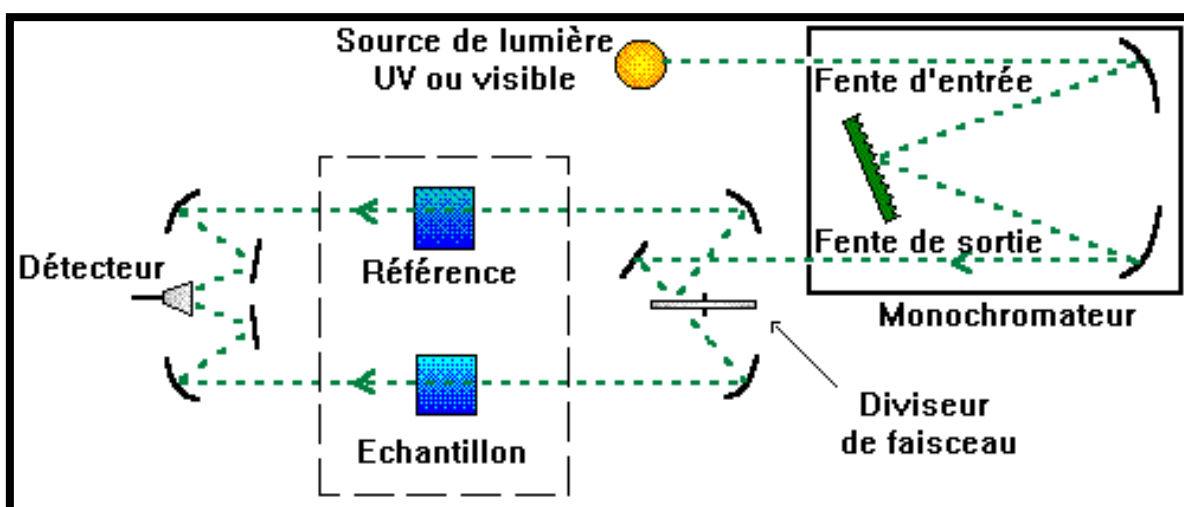 Source de lumière
UV ou visible
Fente d'entrée
Fente de sortie
Monochromateur
Détecteur
Référence
Echantillon
Diviseur
de faisceau